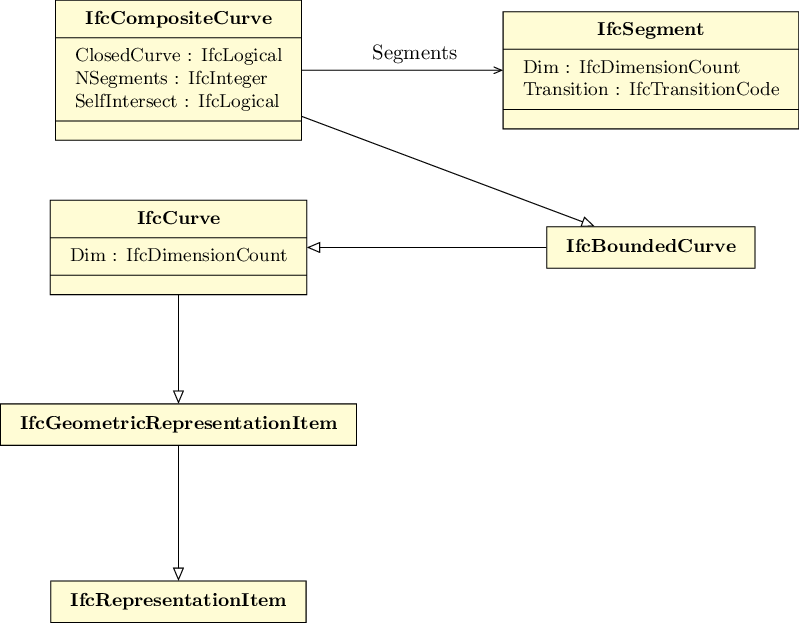 IfcCompositeCurve
ClosedCurve : IfcLogical
NSegments : IfcInteger
SelfIntersect : IfcLogical
Segments
IfcSegment
Dim : IfcDimensionCount
Transition : IfcTransitionCode
IfcCurve
Dim : IfcDimensionCount
IfcBoundedCurve
IfcGeometricRepresentationItem
IfcRepresentationItem